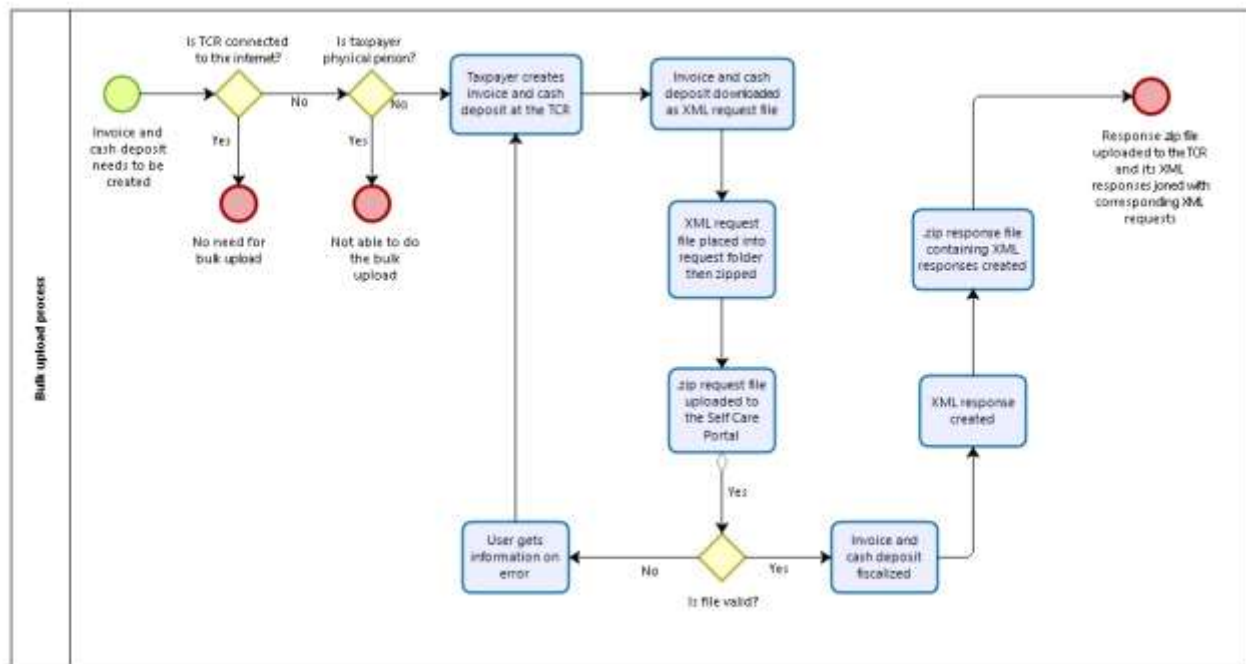 Bulk upload process
Is TCR connected
to the internet?
Is taxpayer
physical person?
No
No
Yes
Yes
Invoice and
cash deposit
needs to be
created
No need for
bulk upload
Not able to do
the bulk
upload
Taxpayer creates
invoice and cash
deposit at the TCR
Invoice and cash
deposit downloaded
as XML request file
XML request
file placed into
request folder
then zipped
.zip request file
uploaded to
the Self Care
Portal
Yes
Is file valid?
No
Yes
User gets
information on
error
Invoice and
cash deposit
fiscalized
XML response
created
.zip response file
containing XML
responses created
Response .zip file
uploaded to the TCR
and its XML
responses joned with
corresponding XML
requests